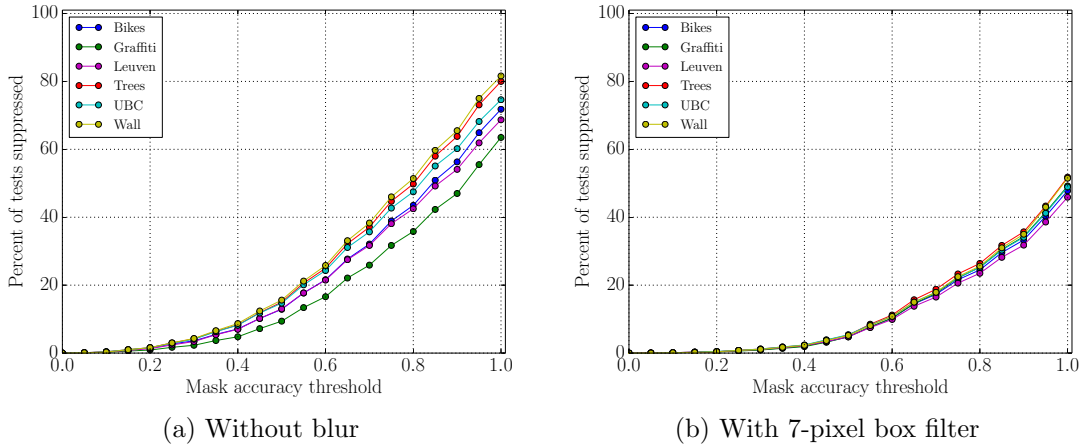 100
80
60
40
20
0
Percent of tests suppressed
Bikes
Graffiti
Leuven
Trees
UBC
Wall
0.0 0.2 0.4 0.6 0.8 1.0
Mask accuracy threshold
(a) Without blur
100
80
60
40
20
0
Percent of tests suppressed
Bikes
Graffiti
Leuven
Trees
UBC
Wall
0.0 0.2 0.4 0.6 0.8 1.0
Mask accuracy threshold
(b) With 7-pixel box filter